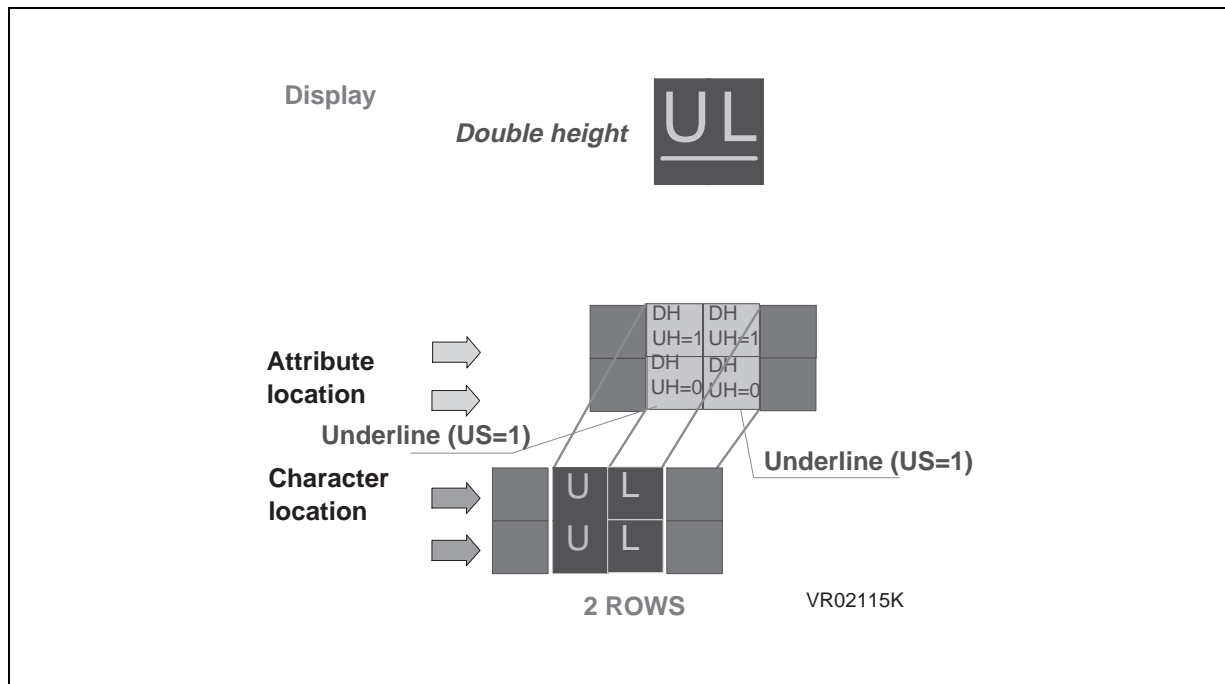 Display
UL
Double height
DH DH
UH=1 UH=1
DH DH
UH=0 UH=0
Attribute
location
Underline (US=1)
Underline (US=1)
Character
location
U L
U L
2 ROWS
VR02115K